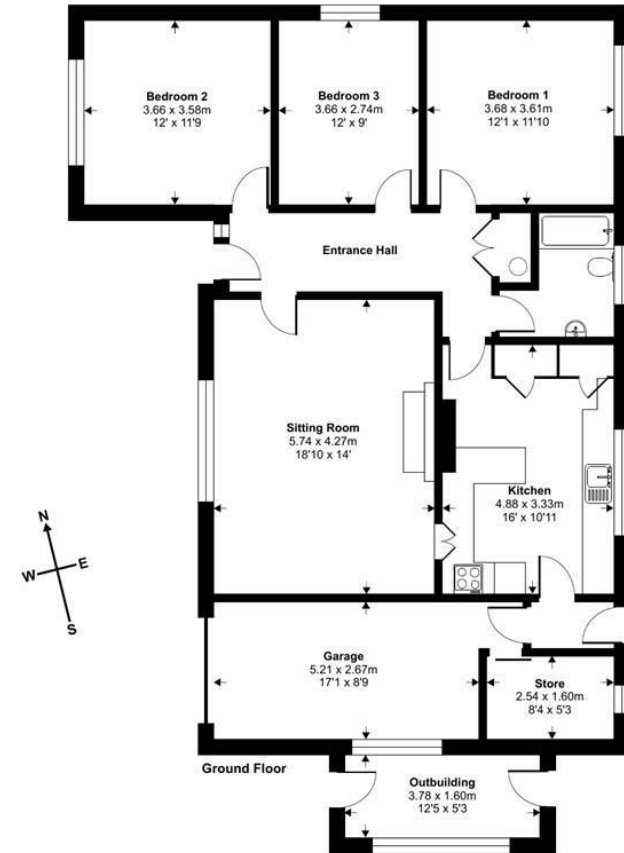 Bedroom 2
3.66 x 3.58m
12' x 11'9
Bedroom 3
3.66 x 2.74m
12' x 9'
Bedroom 1
3.68 x 3.61m
12'1 x 11'10
Entrance Hall
Sitting Room
5.74 x 4.27m
18'10 x 14'
Kitchen
4.88 x 3.33m
16' x 10'11
N
W
E
S
Garage
5.21 x 2.67m
17'1 x 8'9
Store
2.54 x 1.60m
8'4 x 5'3
Ground Floor
Outbuilding
3.78 x 1.60m
12'5 x 5'3